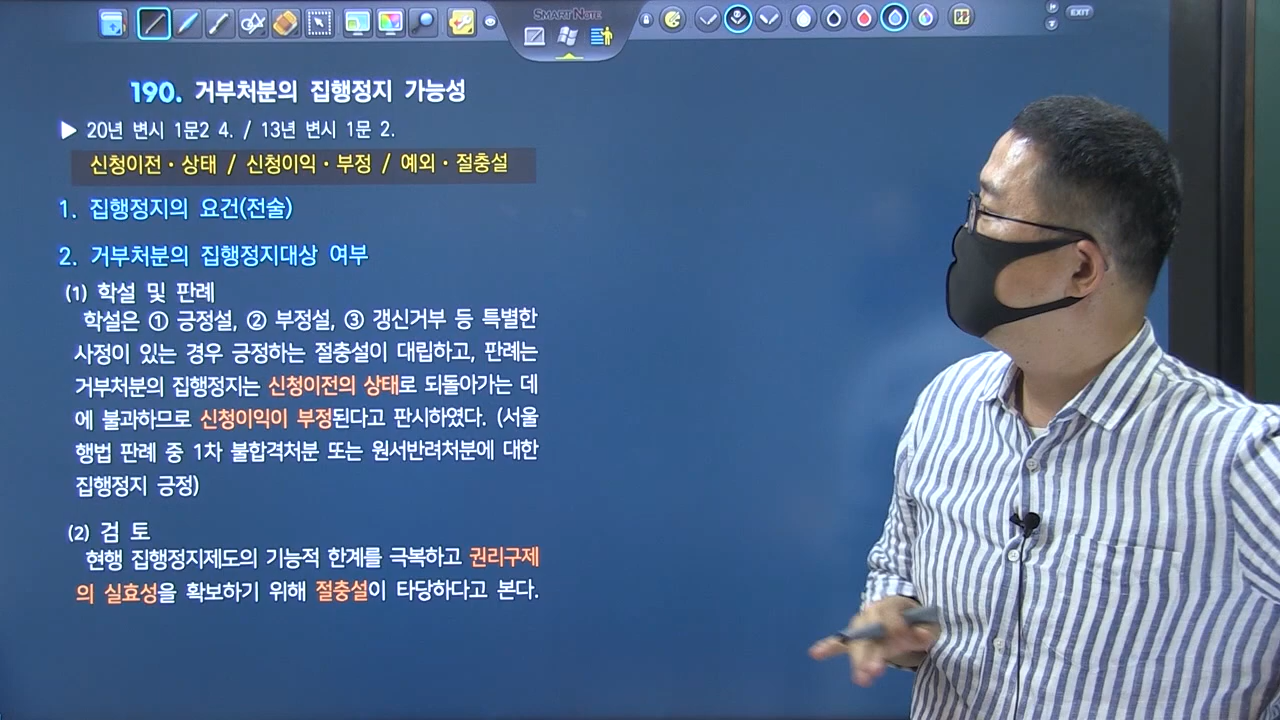 SMARTNOTE
EXIT
190. 거부처분의 집행정지 가능성
▶ 20년 변시 1문2 4. / 13년 변시 1문 2.
신청이전·상태 / 신청이익·부정 / 예외·절충설
1. 집행정지의 요건(전술)
2. 거부처분의 집행정지대상 여부
(1) 학설 및 판례
학설은 ① 긍정설, ② 부정설, ③ 갱신거부 등 특별한
사정이 있는 경우 긍정하는 절충설이 대립하고, 판례는
거부처분의 집행정지는 신청이전의 상태로 되돌아가는 데
에 불과하므로 신청이익이 부정된다고 판시하였다. (서울
행법 판례 중 1차 불합격처분 또는 원서반려처분에 대한
집행정지 긍정)
(2) 검 토
현행 집행정지제도의 기능적 한계를 극복하고 권리구제
의 실효성을 확보하기 위해 절충설이 타당하다고 본다.